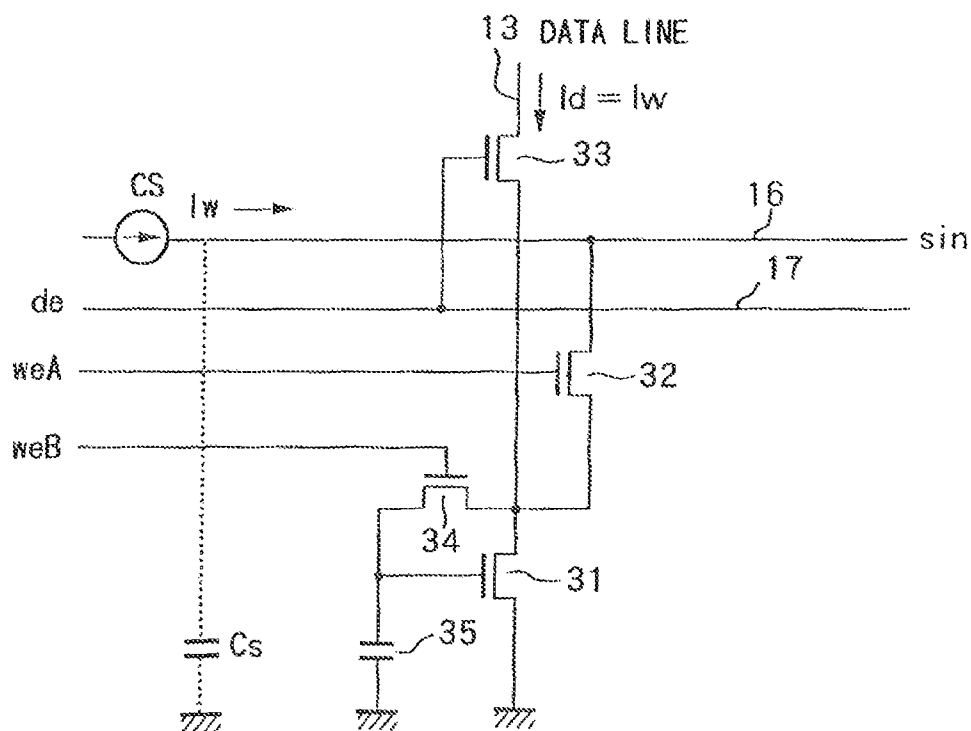 13 DATA LINE
Id = Iw
33
CS
Iw
16
sin
17
de
weA
32
weB
34
31
35
Cs